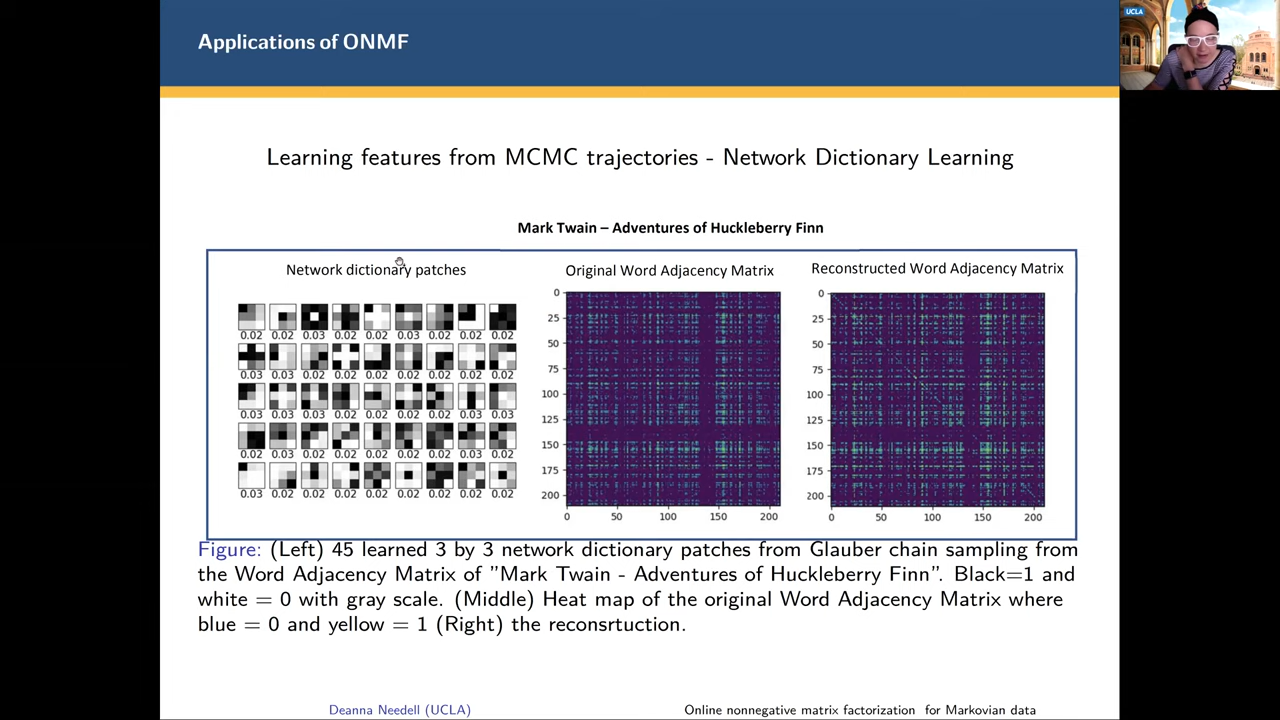 Applications of ONMF
UCLA
Learning features from MCMC trajectories - Network Dictionary Learning
Mark Twain – Adventures of Huckleberry Finn
Network dictionary patches
Original Word Adjacency Matrix
Reconstructed Word Adjacency Matrix
0.02 0.02 0.03 0.02 0.02 0.03 0.02 0.02 0.02
0.03 0.03 0.02 0.02 0.02 0.02 0.02 0.02 0.02
0.03 0.03 0.03 0.02 0.02 0.02 0.02 0.03 0.03
0.02 0.03 0.02 0.02 0.02 0.02 0.02 0.02 0.02
0.03 0.02 0.02 0.02 0.02 0.02 0.02 0.02 0.02
0
25
50
75
100
125
150
175
200
0 50 100 150 200
0
25
50
75
100
125
150
175
200
0 50 100 150 200
Figure: (Left) 45 learned 3 by 3 network dictionary patches from Glauber chain sampling from
the Word Adjacency Matrix of "Mark Twain - Adventures of Huckleberry Finn". Black=1 and
white = 0 with gray scale. (Middle) Heat map of the original Word Adjacency Matrix where
blue = 0 and yellow = 1 (Right) the reconsrtuction.
Deanna Needell (UCLA)
Online nonnegative matrix factorization for Markovian data